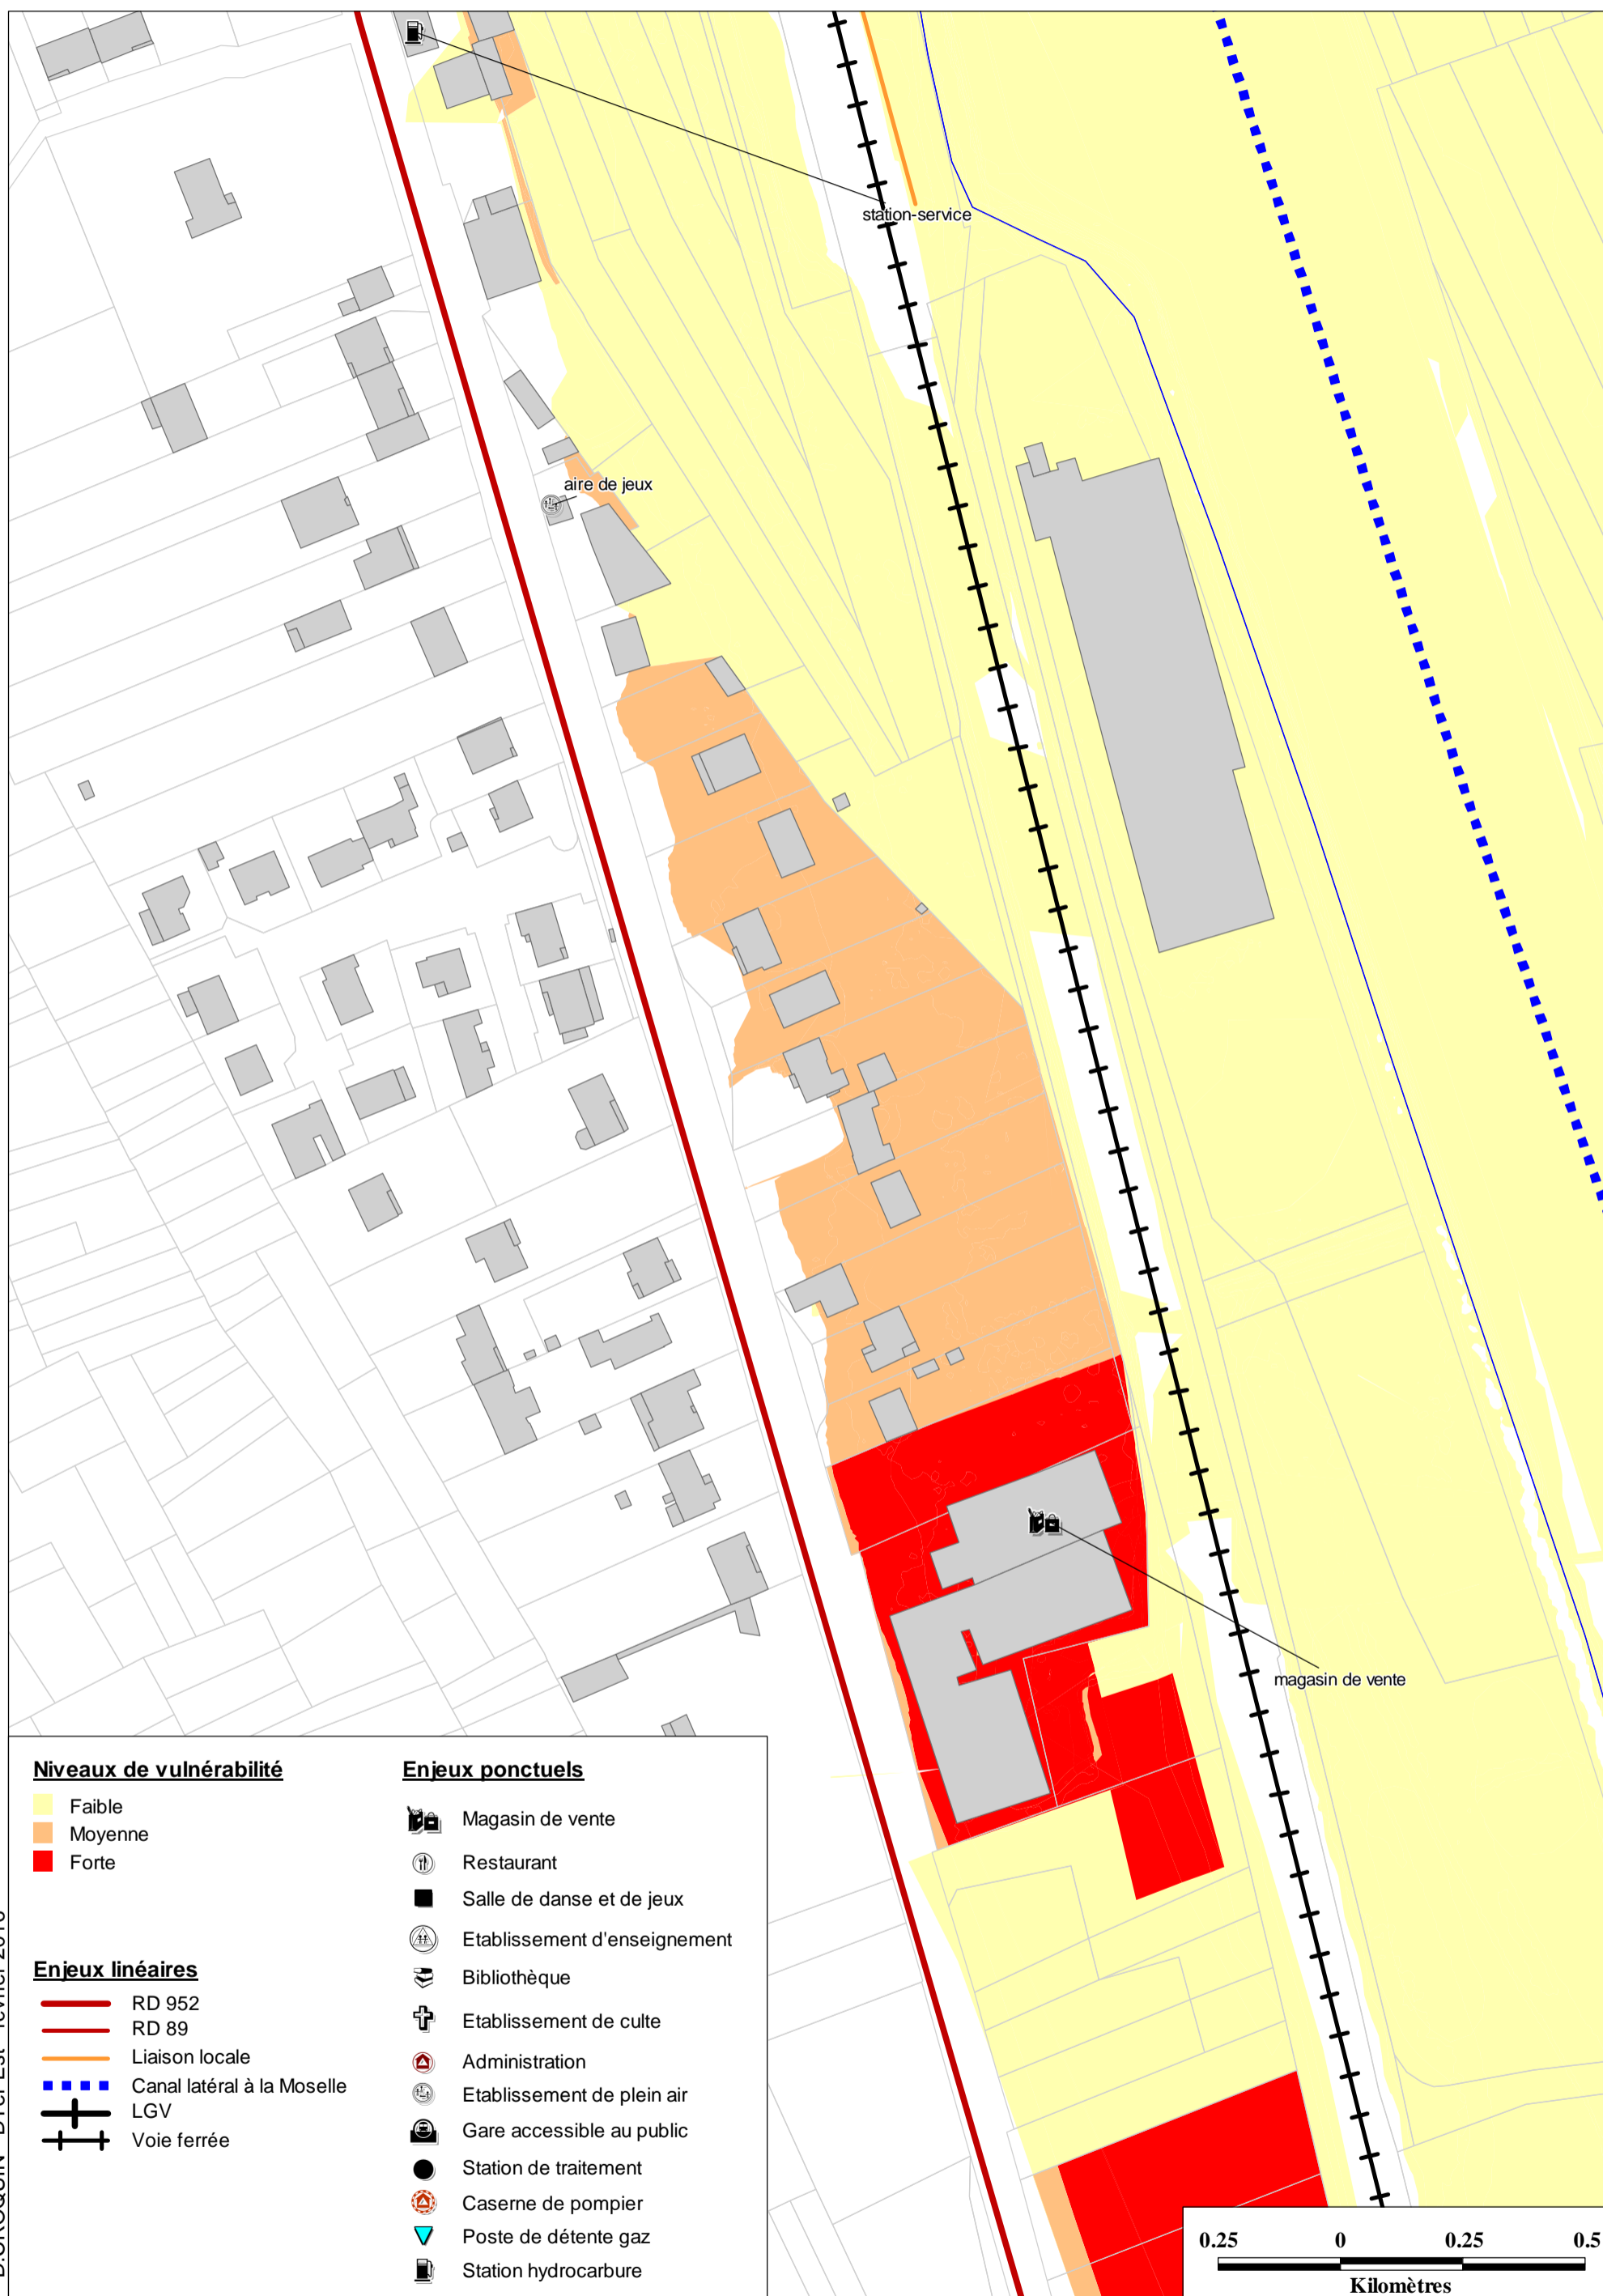 station-service
aire de jeux
magasin de vente
Niveaux de vulnérabilité
Faible
Moyenne
Forte
Enjeux linéaires
RD 952
RD 89
Liaison locale
Canal latéral à la Moselle
LGV
Voie ferrée
Enjeux ponctuels
Magasin de vente
Restaurant
Salle de danse et de jeux
Etablissement d'enseignement
Bibliothèque
Etablissement de culte
Administration
Etablissement de plein air
Gare accessible au public
Station de traitement
Caserne de pompier
Poste de détente gaz
Station hydrocarbure
0.25 0 0.25 0.5
Kilomètres